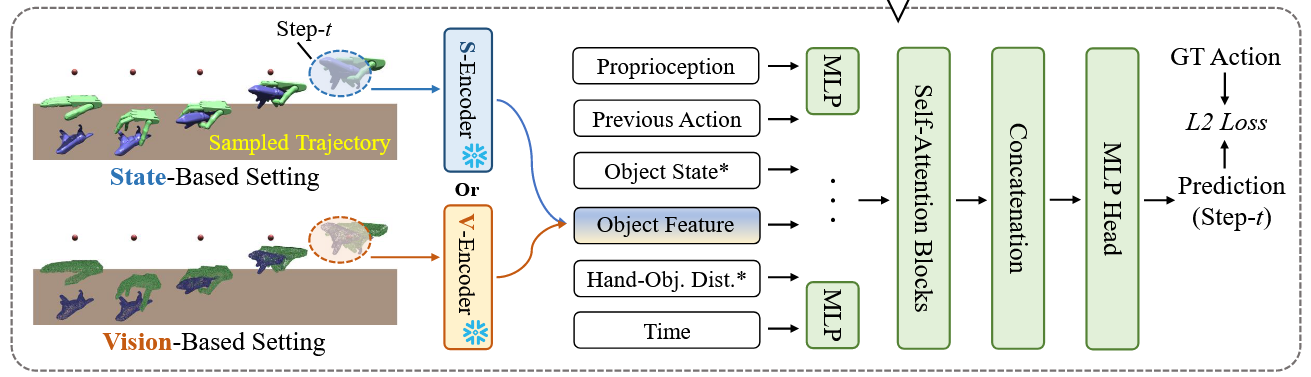 Step-t
Sampled Trajectory
State-Based Setting
Vision-Based Setting
S-Encoder
Or
V-Encoder
Proprioception
Previous Action
Object State*
Object Feature
Hand-Obj. Dist.*
Time
MLP
MLP
Self-Attention Blocks
Concatenation
MLP Head
GT Action
L2 Loss
Prediction
(Step-t)